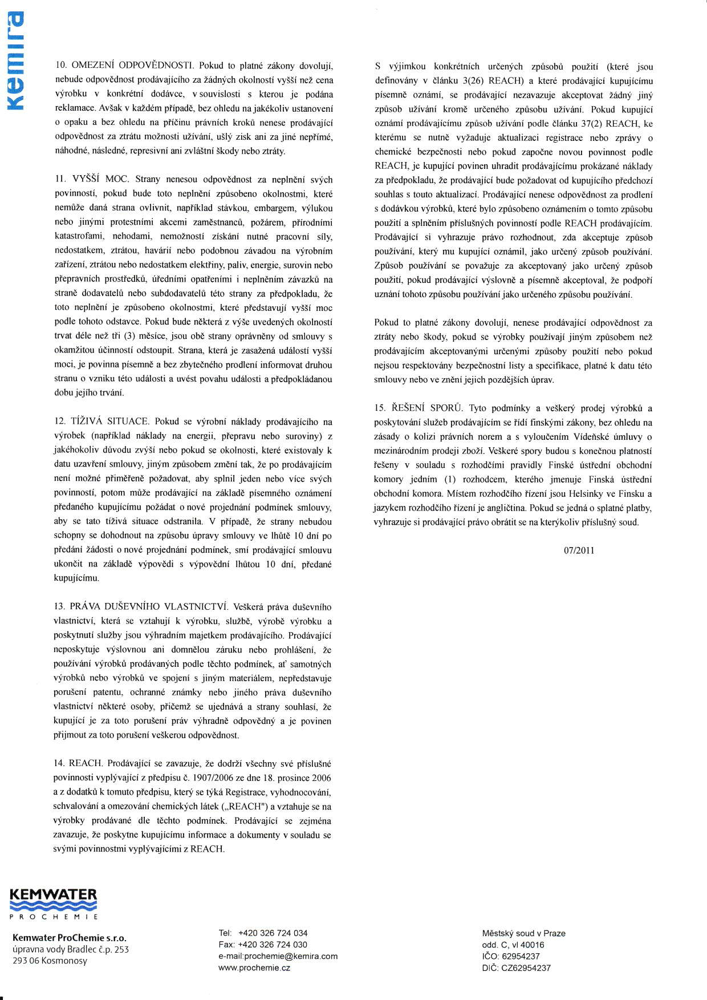 kemira
10. OMEZENÍ ODPOVĚDNOSTI. Pokud to platné zákony dovolují,
nebude odpovědnost prodávajícího za žádných okolností vyšší než cena
výrobku v konkrétní dodávce, v souvislosti s kterou je podána
reklamace. Avšak v každém případě, bez ohledu na jakékoliv ustanovení
o opaku a bez ohledu na příčinu právních kroků nenese prodávající
odpovědnost za ztrátu možnosti užívání, ušlý zisk ani za jiné nepřímé,
náhodné, následné, represivní ani zvláštní škody nebo ztráty.
11. VYŠŠÍ MOC. Strany nenesou odpovědnost za neplnění svých
povinností, pokud bude toto neplnění způsobeno okolnostmi, které
nemůže daná strana ovlivnit, například stávkou, embargem, výlukou
nebo jinými protestními akcemi zaměstnanců, požárem, přírodními
katastrofami, nehodami, nemožností získání nutné pracovní síly,
nedostatkem, ztrátou, havárií nebo podobnou závadou na výrobním
zařízení, ztrátou nebo nedostatkem elektřiny, paliv, energie, surovin nebo
přepravních prostředků, úředními opatřeními i neplněním závazků na
straně dodavatelů nebo subdodavatelů této strany za předpokladu, že
toto neplnění je způsobeno okolnostmi, které představují vyšší moc
podle tohoto odstavce. Pokud bude některá z výše uvedených okolností
trvat déle než tři (3) měsíce, jsou obě strany oprávněny od smlouvy s
okamžitou účinností odstoupit. Strana, která je zasažená událostí vyšší
moci, je povinna písemně a bez zbytečného prodlení informovat druhou
stranu o vzniku této události a uvést povahu události a předpokládanou
dobu jejího trvání.
12. TÍŽIVÁ SITUACE. Pokud se výrobní náklady prodávajícího na
výrobek (například náklady na energii, přepravu nebo suroviny) z
jakéhokoliv důvodu zvýší nebo pokud se okolnosti, které existovaly k
datu uzavření smlouvy, jiným způsobem změní tak, že po prodávajícím
není možné přiměřeně požadovat, aby splnil jeden nebo více svých
povinností, potom může prodávající na základě písemného oznámení
předaného kupujícímu požádat o nové projednání podmínek smlouvy,
aby se tato tíživá situace odstranila. V případě, že strany nebudou
schopny se dohodnout na způsobu úpravy smlouvy ve lhůtě 10 dní po
předání žádosti o nové projednání podmínek, smí prodávající smlouvu
ukončit na základě výpovědi s výpovědní lhůtou 10 dní, předané
kupujícímu.
13. PRÁVA DUŠEVNÍHO VLASTNICTVÍ. Veškerá práva duševního
vlastnictví, která se vztahují k výrobku, službě, výrobě výrobku a
poskytnutí služby jsou výhradním majetkem prodávajícího. Prodávající
neposkytuje výslovnou ani domnělou záruku nebo prohlášení, že
používání výrobků prodávaných podle těchto podmínek, ať samotných
výrobků nebo výrobků ve spojení s jiným materiálem, nepředstavuje
porušení patentu, ochranné známky nebo jiného práva duševního
vlastnictví některé osoby, přičemž se ujednává a strany souhlasí, že
kupující je za toto porušení práv výhradně odpovědný a je povinen
přijmout za toto porušení veškerou odpovědnost.
14. REACH. Prodávající se zavazuje, že dodrží všechny své příslušné
povinnosti vyplývající z předpisu č. 1907/2006 ze dne 18. prosince 2006
a z dodatků k tomuto předpisu, který se týká Registrace, vyhodnocování,
schvalování a omezování chemických látek („REACH") a vztahuje se na
výrobky prodávané dle těchto podmínek. Prodávající se zejména
zavazuje, že poskytne kupujícímu informace a dokumenty v souladu se
svými povinnostmi vyplývajícími z REACH.
S výjimkou konkrétních určených způsobů použití (které jsou
definovány v článku 3(26) REACH) a které prodávající kupujícímu
písemně oznámí, se prodávající nezavazuje akceptovat žádný jiný
způsob užívání kromě určeného způsobu užívání. Pokud kupující
oznámí prodávajícímu způsob užívání podle článku 37(2) REACH, ke
kterému se nutně vyžaduje aktualizaci registrace nebo zprávy o
chemické bezpečnosti nebo pokud započne novou povinnost podle
REACH, je kupující povinen uhradit prodávajícímu prokázané náklady
za předpokladu, že prodávající bude požadovat od kupujícího předchozí
souhlas s touto aktualizací. Prodávající nenese odpovědnost za prodlení
s dodávkou výrobků, které bylo způsobeno oznámením o tomto způsobu
použití a splněním příslušných povinností podle REACH prodávajícím.
Prodávající si vyhrazuje právo rozhodnout, zda akceptuje způsob
používání, který mu kupující oznámil, jako určený způsob používání.
Způsob používání se považuje za akceptovaný jako určený způsob
použití, pokud prodávající výslovně a písemně akceptoval, že podpoří
uznání tohoto způsobu používání jako určeného způsobu používání.
Pokud to platné zákony dovolují, nenese prodávající odpovědnost za
ztráty nebo škody, pokud se výrobky používají jiným způsobem než
prodávajícím akceptovanými určenými způsoby použití nebo pokud
nejsou respektovány bezpečnostní listy a specifikace, platné k datu této
smlouvy nebo ve znění jejich pozdějších úprav.
15. ŘEŠENÍ SPORŮ. Tyto podmínky a veškerý prodej výrobků a
poskytování služeb prodávajícím se řídí finskými zákony, bez ohledu na
zásady o kolizi právních norem a s vyloučením Vídeňské úmluvy o
mezinárodním prodeji zboží. Veškeré spory budou s konečnou platností
řešeny v souladu s rozhodčími pravidly Finské ústřední obchodní
komory jedním (1) rozhodcem, kterého jmenuje Finská ústřední
obchodní komora. Místem rozhodčího řízení jsou Helsinky ve Finsku a
jazykem rozhodčího řízení je angličtina. Pokud se jedná o splatné platby,
vyhrazuje si prodávající právo obrátit se na kterýkoliv příslušný soud.
07/2011
KEMWATER
PROCHEMIE
Kemwater ProChemie s.r.o.
úpravna vody Bradlec č.p. 253
293 06 Kosmonosy
Tel: +420 326 724 034
Fax: +420 326 724 030
e-mail:prochemie@kemira.com
www.prochemie.cz
Městský soud v Praze
odd. C, vl 40016
IČO: 62954237
DIČ: CZ62954237